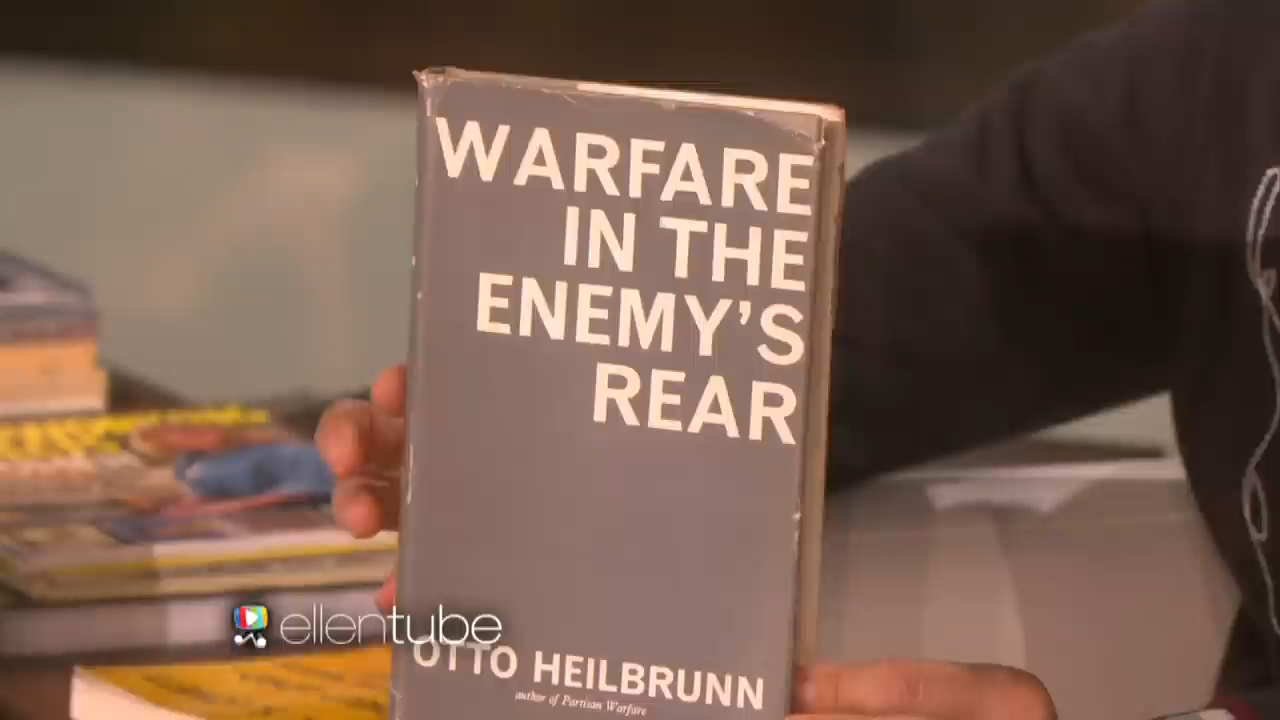 WARFARE
IN THE
ENEMY'S
REAR
ellentube
OTTO HEILBRUNN
author of Partisan Warfare